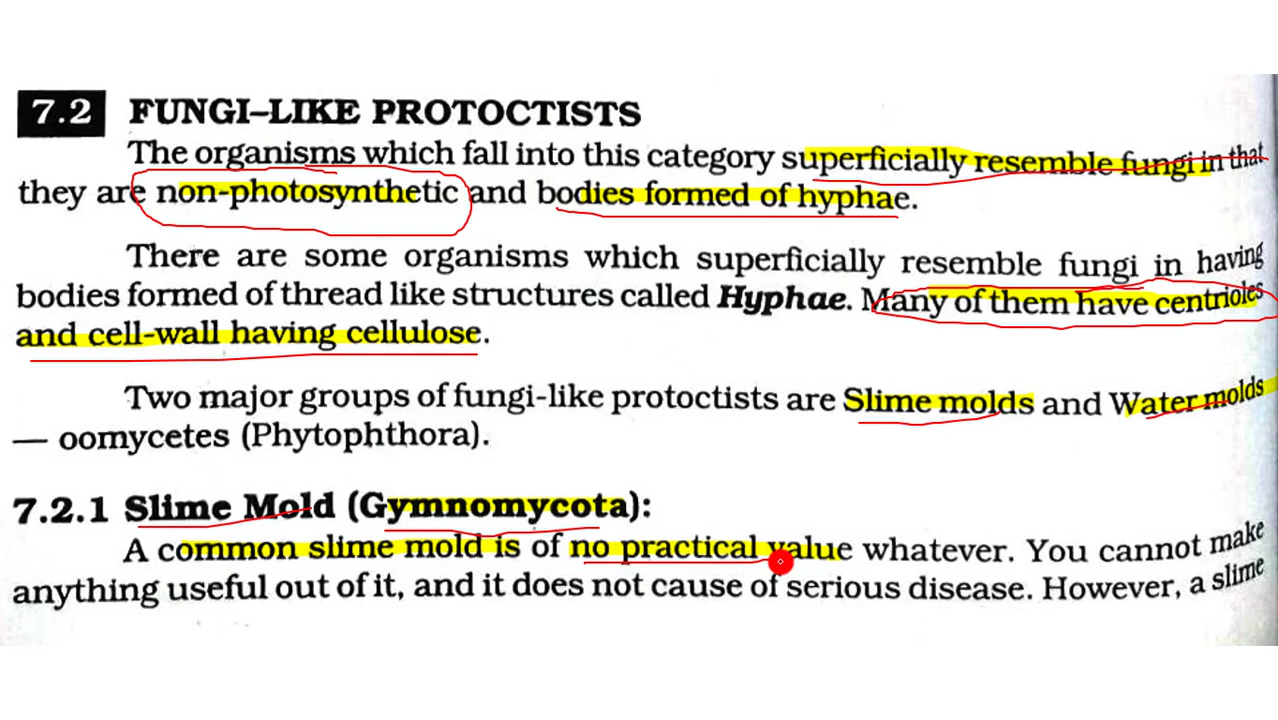 7.2 FUNGI–LIKE PROTOCTISTS
The organisms which fall into this category superficially resemble fungi in that
they are non-photosynthetic and bodies formed of hyphae.
There are some organisms which superficially resemble fungi in having
bodies formed of thread like structures called Hyphae. Many of them have centrioles
and cell-wall having cellulose.
Two major groups of fungi-like protoctists are Slime molds and Water molds
— oomycetes (Phytophthora).
7.2.1 Slime Mold (Gymnomycota):
A common slime mold is of no practical value whatever. You cannot make
anything useful out of it, and it does not cause of serious disease. However, a slime